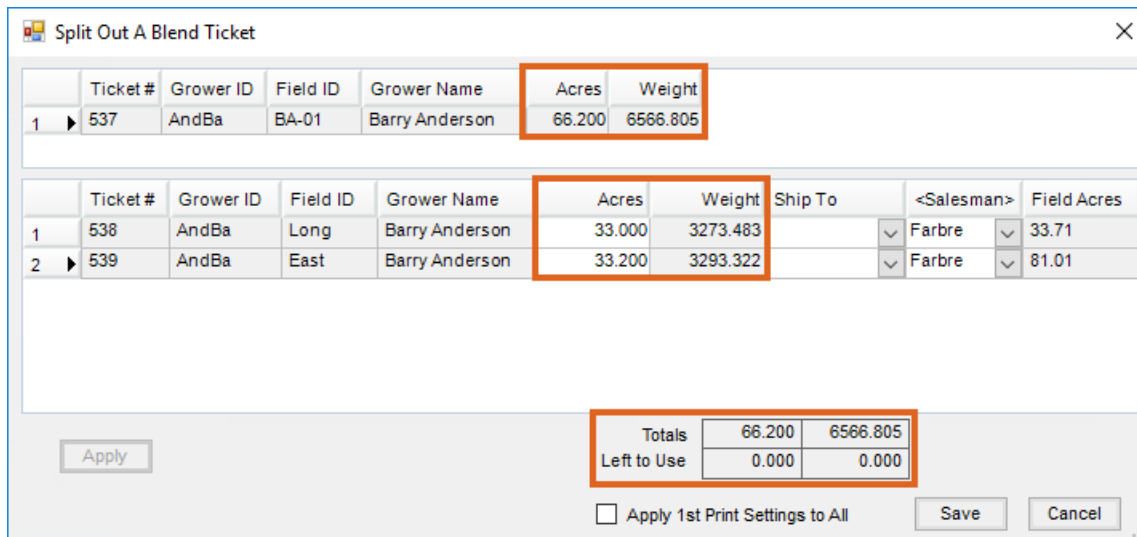 Split Out A Blend Ticket
Ticket # Grower ID Field ID Grower Name Acres Weight
1 537 AndBa BA-01 Barry Anderson 66.200 6566.805
Ticket # Grower ID Field ID Grower Name Acres Weight Ship To <Salesman> Field Acres
1 538 AndBa Long Barry Anderson 33.000 3273.483 Farbre 33.71
2 539 AndBa East Barry Anderson 33.200 3293.322 Farbre 81.01
Totals 66.200 6566.805
Apply Left to Use 0.000 0.000
Apply 1st Print Settings to All Save Cancel